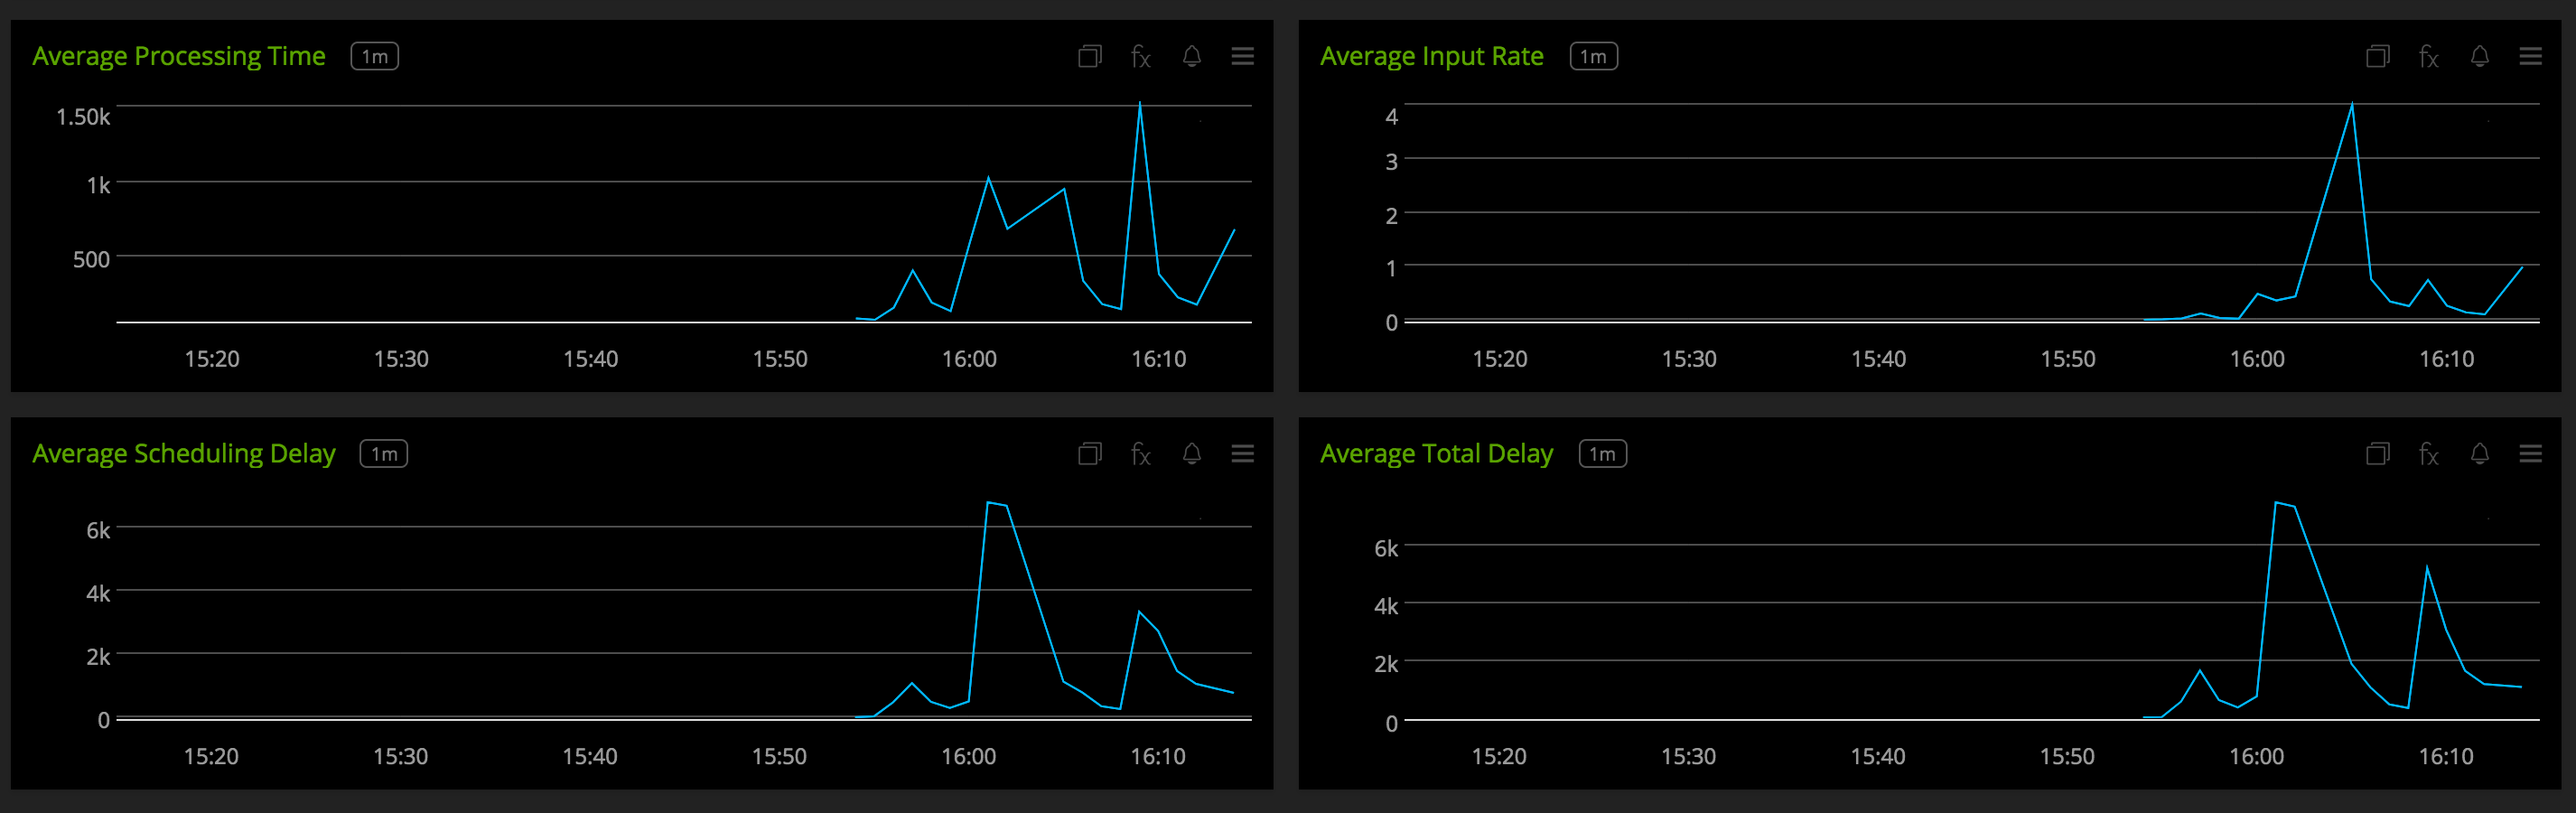 Average Processing Time 1m fx
1.50k
1k
500
15:20 15:30 15:40 15:50 16:00 16:10
Average Input Rate 1m fx
4
3
2
1
0
15:20 15:30 15:40 15:50 16:00 16:10
Average Scheduling Delay 1m fx
6k
4k
2k
0
15:20 15:30 15:40 15:50 16:00 16:10
Average Total Delay 1m fx
6k
4k
2k
0
15:20 15:30 15:40 15:50 16:00 16:10